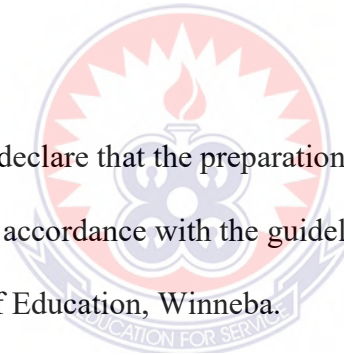 declare that the preparation
accordance with the guidel
f Education, Winneba.
EDUCATION FOR SERVICE